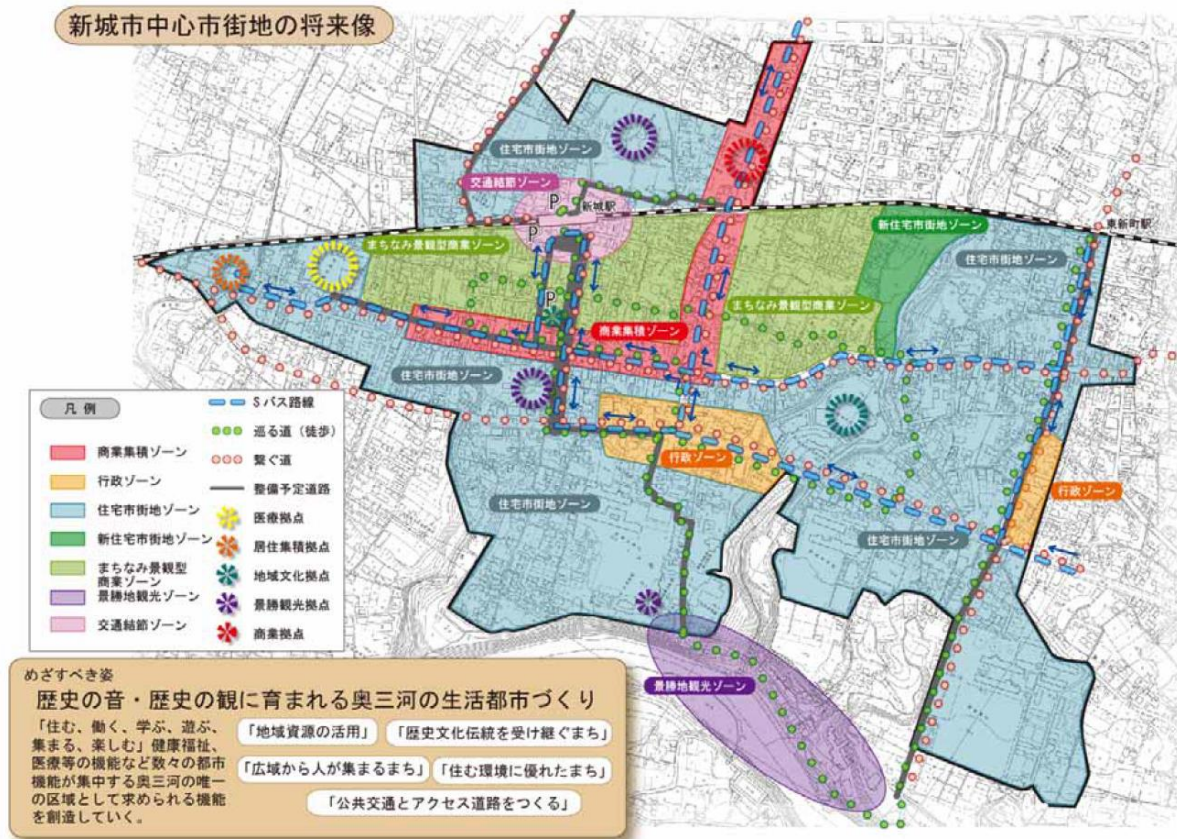 新城市中心市街地の将来像
住宅市街地ゾーン
交通結節ゾーン
P
新城駅
P
東新町駅
まちなみ景観型商業ゾーン
新住宅市街地ゾーン
住宅市街地ゾーン
P
まちなみ景観型商業ゾーン
商業集積ゾーン
住宅市街地ゾーン
行政ゾーン
行政ゾーン
住宅市街地ゾーン
住宅市街地ゾーン
景勝地観光ゾーン
凡例
商業集積ゾーン
行政ゾーン
住宅市街地ゾーン
新住宅市街地ゾーン
まちなみ景観型
商業ゾーン
景勝地観光ゾーン
交通結節ゾーン
Sバス路線
巡る道（徒歩）
繋ぐ道
整備予定道路
医療拠点
居住集積拠点
地域文化拠点
景勝観光拠点
商業拠点
めざすべき姿
歴史の音・歴史の観に育まれる奥三河の生活都市づくり
「住む、働く、学ぶ、遊ぶ、
集まる、楽しむ」健康福祉、
医療等の機能など数々の都市
機能が集中する奥三河の唯一
の区域として求められる機能
を創造していく。
「地域資源の活用」
「歴史文化伝統を受け継ぐまち」
「広域から人が集まるまち」
「住む環境に優れたまち」
「公共交通とアクセス道路をつくる」